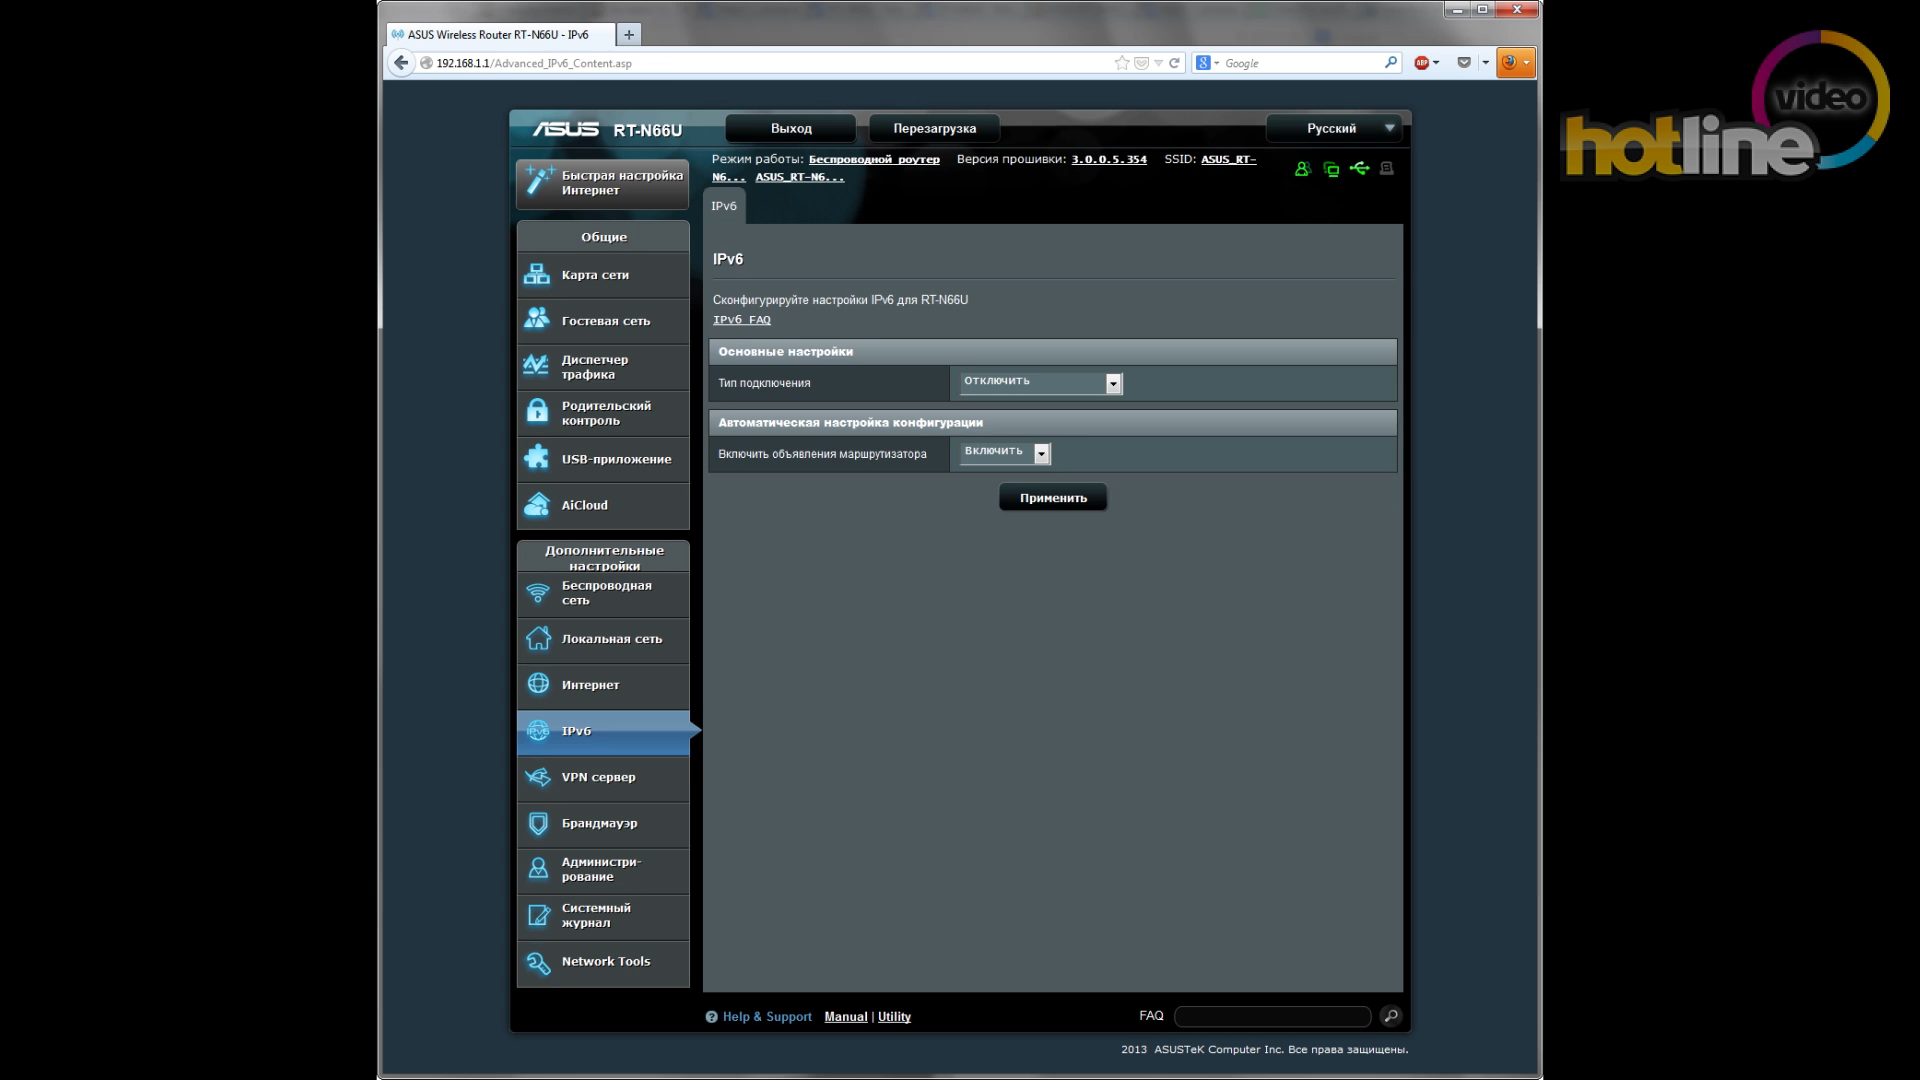 ASUS Wireless Router RT-N66U - IPv6
192.168.1.1/Advanced_IPv6_Content.asp
Google
ABP
video
hotline
ASUS RT-N66U
Выход
Перезагрузка
Русский
Режим работы: Беспроводной роутер Версия прошивки: 3.0.0.5.354 SSID: ASUS_RT-
N6... ASUS_RT-N6...
Быстрая настройка
Интернет
Общие
Карта сети
Гостевая сеть
Диспетчер
трафика
Родительский
контроль
USB-приложение
AiCloud
Дополнительные
настройки
Беспроводная
сеть
Локальная сеть
Интернет
IPv6
VPN сервер
Брандмауэр
Администри-
рование
Системный
журнал
Network Tools
IPv6
IPv6
Сконфигурируйте настройки IPv6 для RT-N66U
IPv6 FAQ
Основные настройки
Тип подключения
Отключить
Автоматическая настройка конфигурации
Включить объявления маршрутизатора
Включить
Применить
Help & Support Manual | Utility
FAQ
2013 ASUSTeK Computer Inc. Все права защищены.